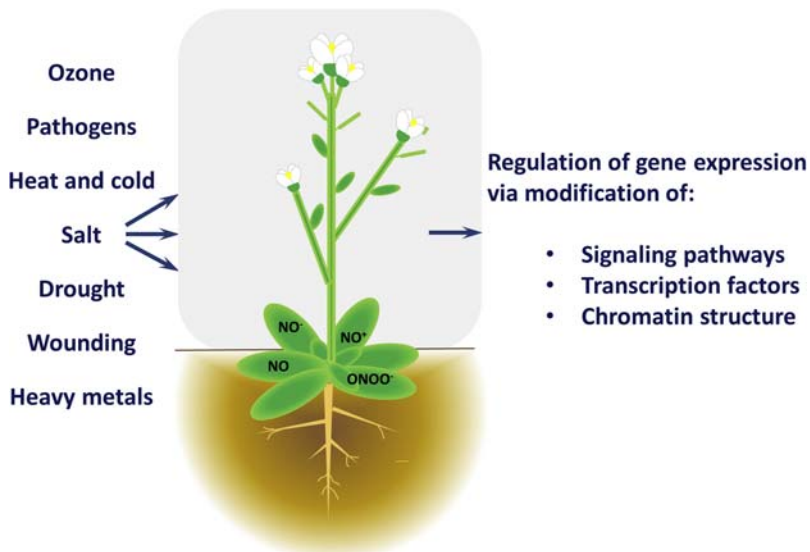 Ozone
Pathogens
Heat and cold
Salt
Drought
Wounding
Heavy metals
NO⁻
NO⁺
NO
ONOO⁻
Regulation of gene expression
via modification of:
• Signaling pathways
• Transcription factors
• Chromatin structure